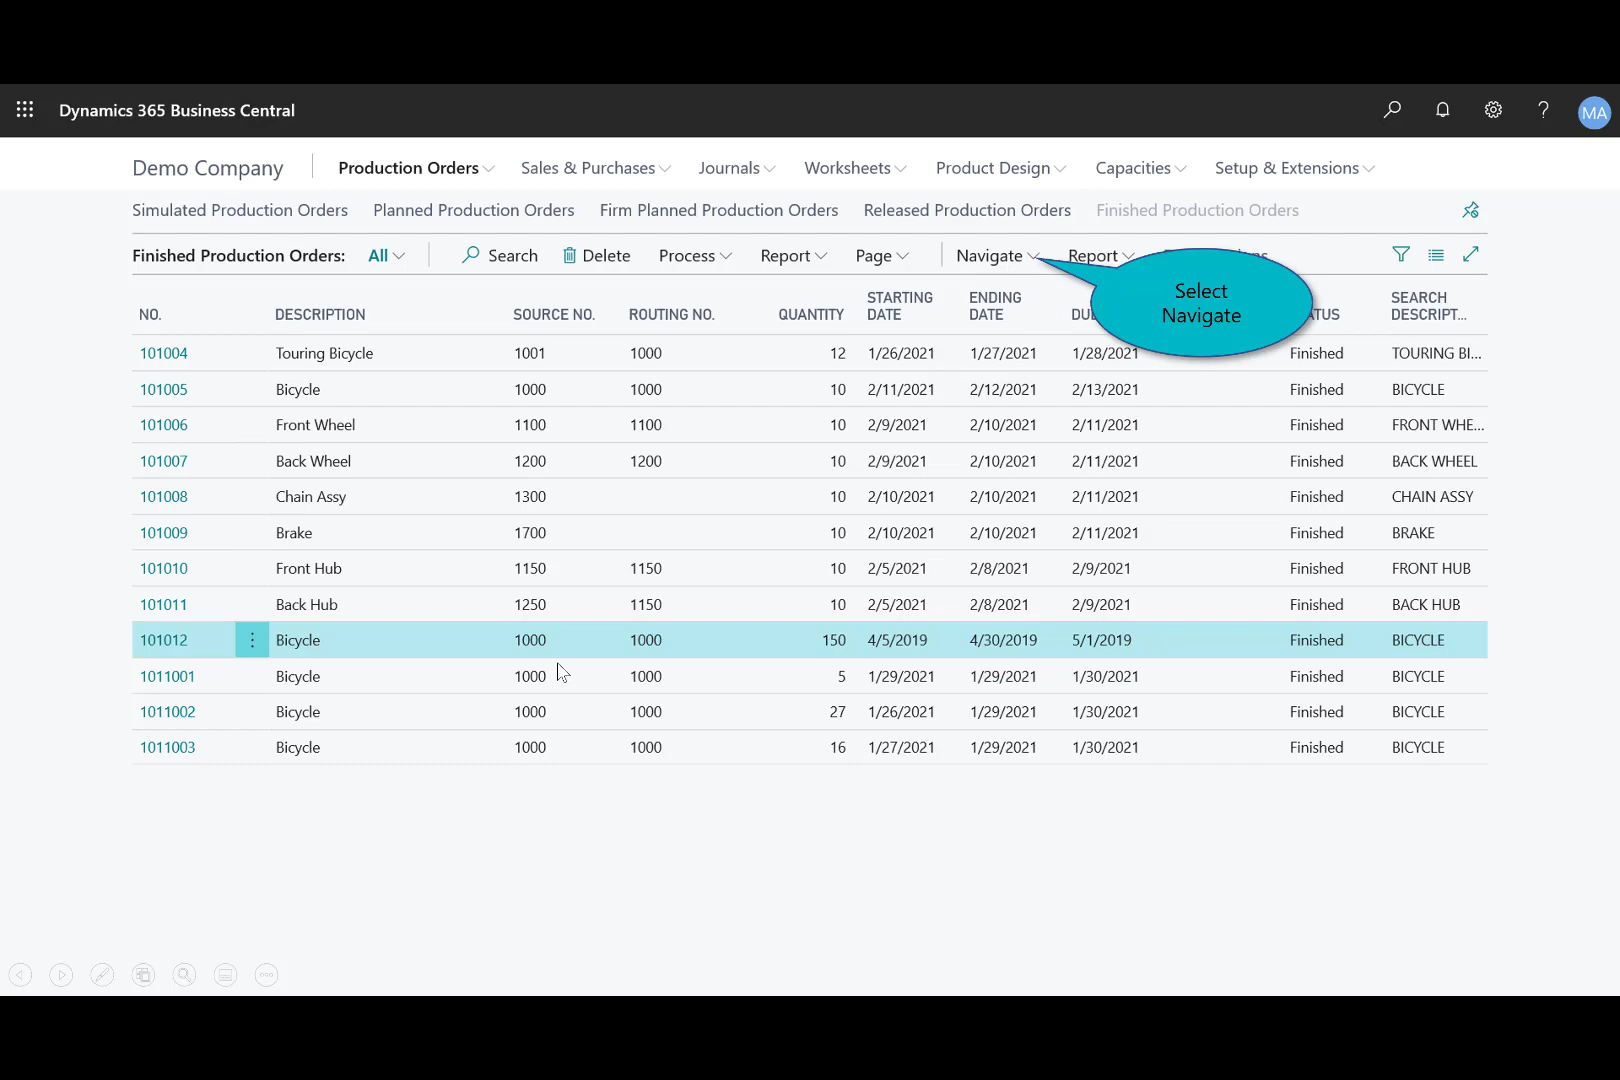 Dynamics 365 Business Central
MA
Demo Company
Production Orders Sales & Purchases Journals Worksheets Product Design Capacities Setup & Extensions
Simulated Production Orders Planned Production Orders Firm Planned Production Orders Released Production Orders Finished Production Orders
Finished Production Orders: All Search Delete Process Report Page Navigate Report
Select
Navigate
NO. DESCRIPTION SOURCE NO. ROUTING NO. QUANTITY STARTING DATE ENDING DATE SEARCH DESCRIPT...
101004 Touring Bicycle 1001 1000 12 1/26/2021 1/27/2021 1/28/2021 Finished TOURING BI...
101005 Bicycle 1000 1000 10 2/11/2021 2/12/2021 2/13/2021 Finished BICYCLE
101006 Front Wheel 1100 1100 10 2/9/2021 2/10/2021 2/11/2021 Finished FRONT WHE...
101007 Back Wheel 1200 1200 10 2/9/2021 2/10/2021 2/11/2021 Finished BACK WHEEL
101008 Chain Assy 1300 10 2/10/2021 2/10/2021 2/11/2021 Finished CHAIN ASSY
101009 Brake 1700 10 2/10/2021 2/10/2021 2/11/2021 Finished BRAKE
101010 Front Hub 1150 1150 10 2/5/2021 2/8/2021 2/9/2021 Finished FRONT HUB
101011 Back Hub 1250 1150 10 2/5/2021 2/8/2021 2/9/2021 Finished BACK HUB
101012 Bicycle 1000 1000 150 4/5/2019 4/30/2019 5/1/2019 Finished BICYCLE
1011001 Bicycle 1000 1000 5 1/29/2021 1/29/2021 1/30/2021 Finished BICYCLE
1011002 Bicycle 1000 1000 27 1/26/2021 1/29/2021 1/30/2021 Finished BICYCLE
1011003 Bicycle 1000 1000 16 1/27/2021 1/29/2021 1/30/2021 Finished BICYCLE